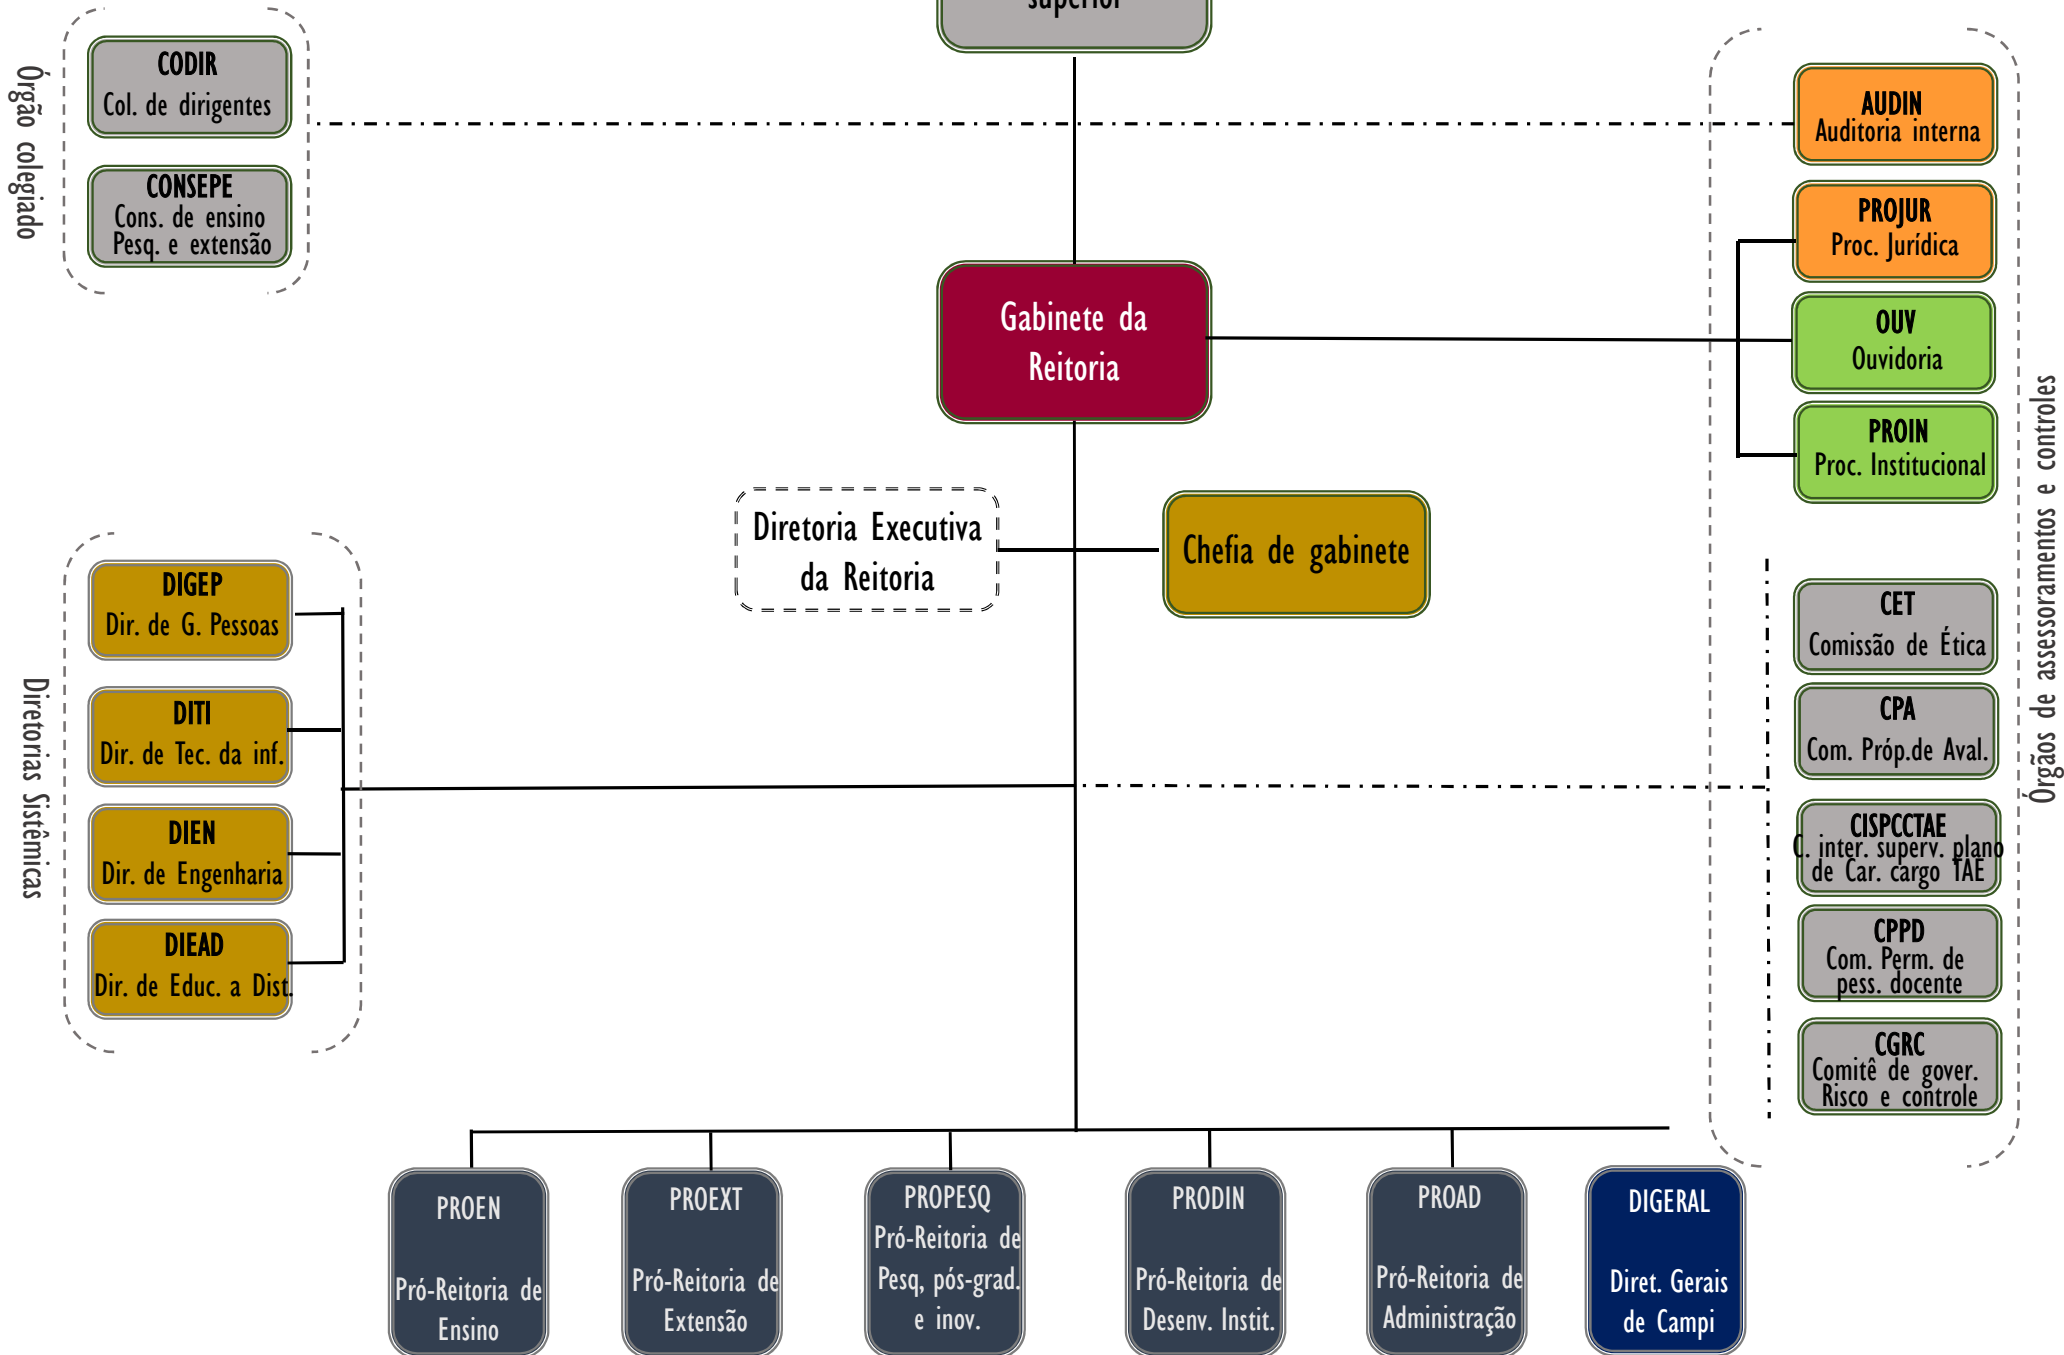 superior
Órgão colegiado
CODIR
Col. de dirigentes
CONSEPE
Cons. de ensino
Pesq. e extensão
AUDIN
Auditoria interna
PROJUR
Proc. Jurídica
OUV
Ouvidoria
PROIN
Proc. Institucional
Órgãos de assessoramentos e controles
Gabinete da
Reitoria
Diretoria Executiva
da Reitoria
Chefia de gabinete
Diretorias Sistêmicas
DIGEP
Dir. de G. Pessoas
DITI
Dir. de Tec. da inf.
DIEN
Dir. de Engenharia
DIEAD
Dir. de Educ. a Dist.
CET
Comissão de Ética
CPA
Com. Próp.de Aval.
CISPCCTAE
C. inter. superv. plano
de Car. cargo TAE
CPPD
Com. Perm. de
pess. docente
CGRC
Comitê de gover.
Risco e controle
PROEN
Pró-Reitoria de
Ensino
PROEXT
Pró-Reitoria de
Extensão
PROPESQ
Pró-Reitoria de
Pesq, pós-grad.
e inov.
PRODIN
Pró-Reitoria de
Desenv. Instit.
PROAD
Pró-Reitoria de
Administração
DIGERAL
Diret. Gerais
de Campi